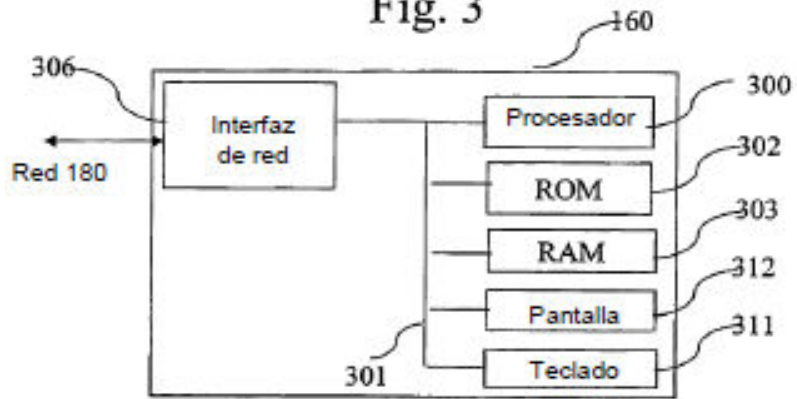 Fig. 3
160
306
Interfaz
de red
Red 180
Procesador
300
ROM
302
RAM
303
Pantalla
312
Teclado
311
301